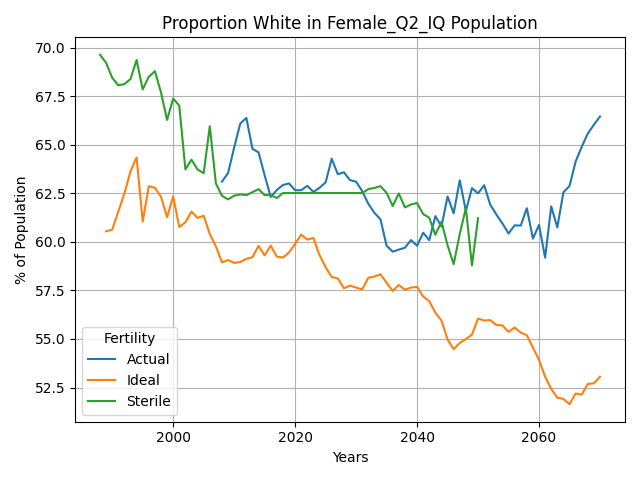 Proportion White in Female_Q2_IQ Population
% of Population
70.0
67.5
65.0
62.5
60.0
57.5
55.0
52.5
Fertility
Actual
Ideal
Sterile
2000 2020 2040 2060
Years